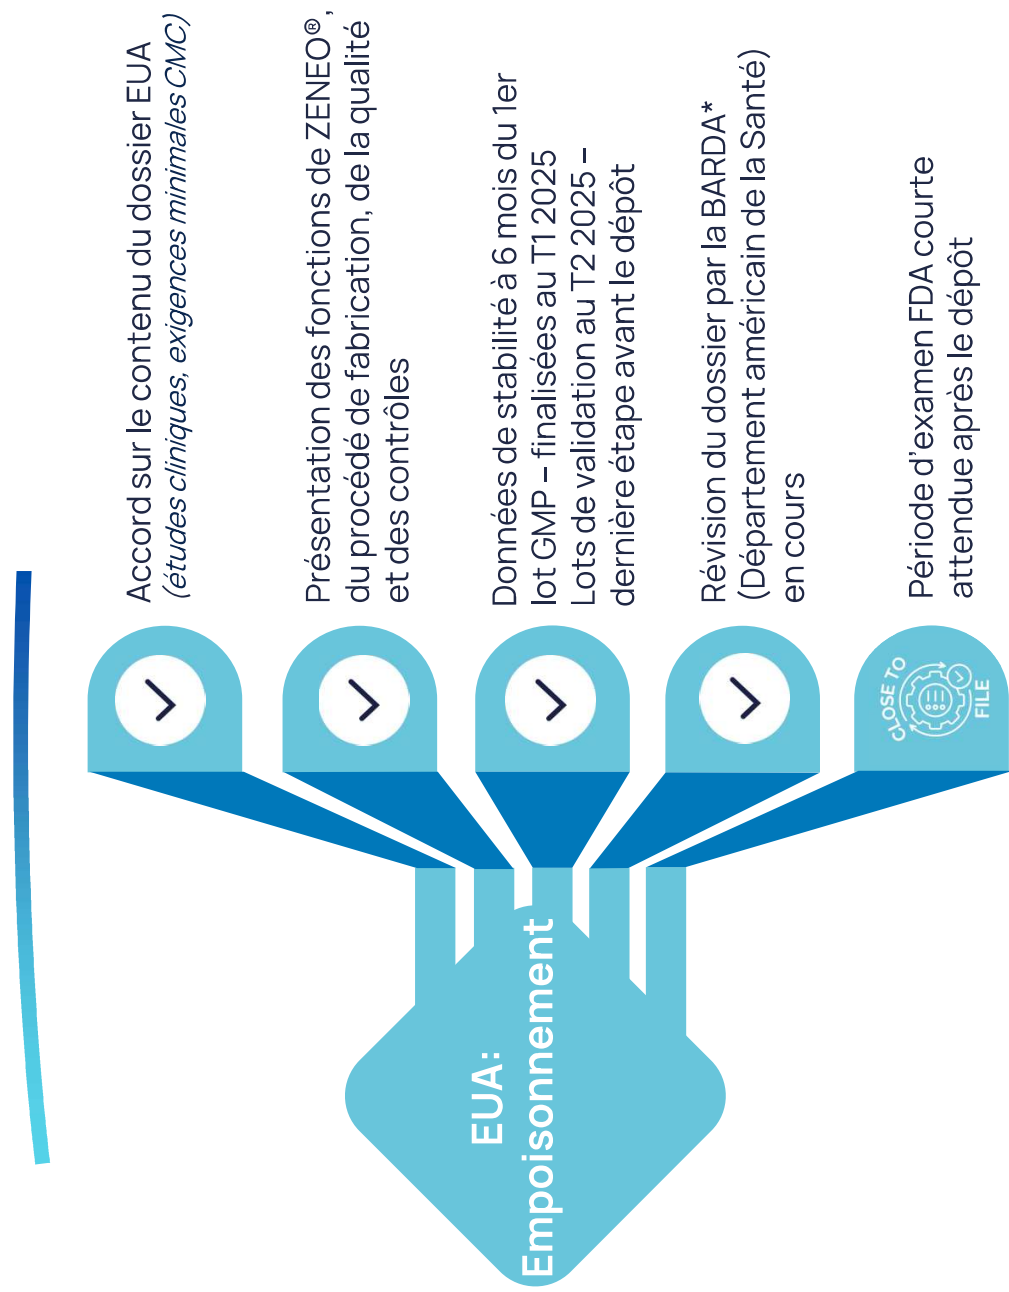 EUA:
Empoisonnement
Accord sur le contenu du dossier EUA
(études cliniques, exigences minimales CMC)
Présentation des fonctions de ZENEO®,
du procédé de fabrication, de la qualité
et des contrôles
Données de stabilité à 6 mois du 1er
lot GMP – finalisées au T1 2025
Lots de validation au T2 2025 –
dernière étape avant le dépôt
Révision du dossier par la BARDA*
(Département américain de la Santé)
en cours
CLOSE TO
FILE
Période d’examen FDA courte
attendue après le dépôt